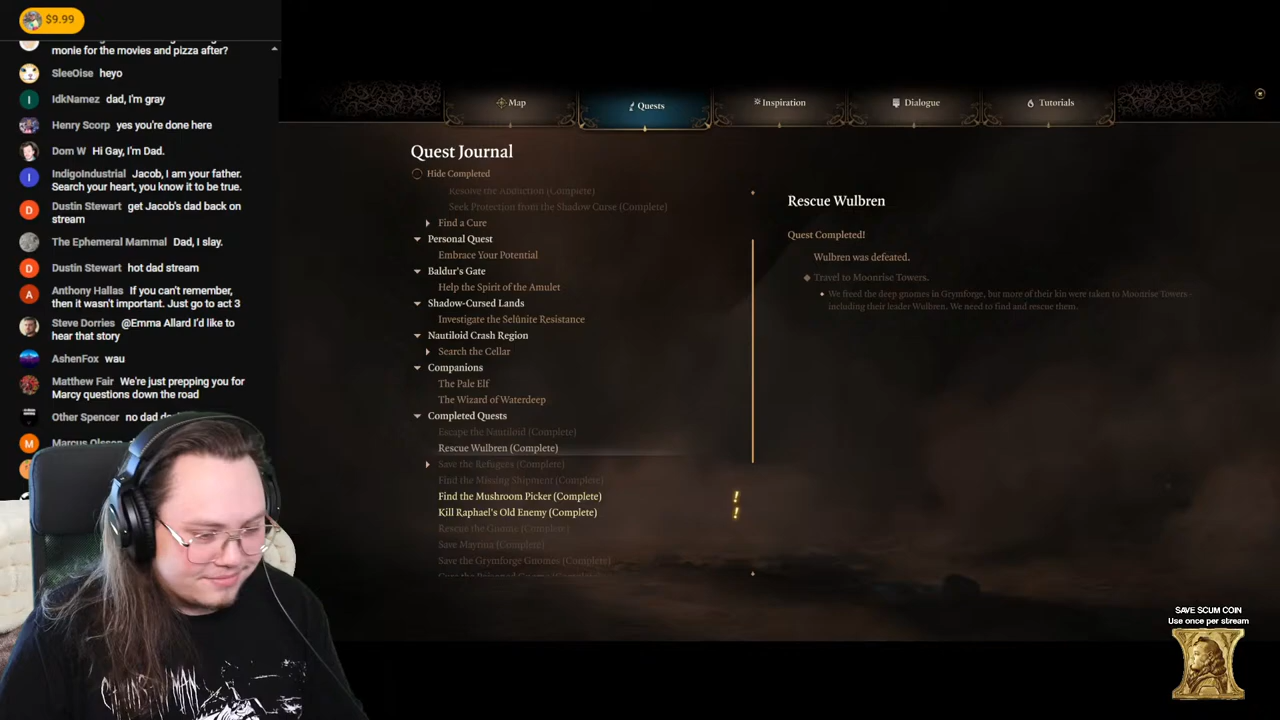 $9.99
monie for the movies and pizza after?
SleeOise heyo
IdkNamez dad, I'm gray
Henry Scorp yes you're done here
Dom W Hi Gay, I'm Dad.
IndigoIndustrial Jacob, I am your father.
Search your heart, you know it to be true.
Dustin Stewart get Jacob's dad back on
stream
The Ephemeral Mammal Dad, I slay.
Dustin Stewart hot dad stream
Anthony Hallas If you can't remember,
then it wasn't important. Just go to act 3
Steve Dorries @Emma Allard I'd like to
hear that story
AshenFox wau
Matthew Fair We're just prepping you for
Marcy questions down the road
Other Spencer no dad
Marcus Olsson
Map
Quests
Inspiration
Dialogue
Tutorials
Quest Journal
Hide Completed
Resolve the Abduction (Complete)
Seek Protection from the Shadow Curse (Complete)
Find a Cure
Personal Quest
Embrace Your Potential
Baldur's Gate
Help the Spirit of the Amulet
Shadow-Cursed Lands
Investigate the Selûnite Resistance
Nautiloid Crash Region
Search the Cellar
Companions
The Pale Elf
The Wizard of Waterdeep
Completed Quests
Escape the Nautiloid (Complete)
Rescue Wulbren (Complete)
Save the Refugees (Complete)
Find the Missing Shipment (Complete)
Find the Mushroom Picker (Complete)
Kill Raphael's Old Enemy (Complete)
Rescue the Gnome (Complete)
Save Mayrina (Complete)
Save the Grymforge Gnomes (Complete)
Cure the Poisoned Gnome (Complete)
Rescue Wulbren
Quest Completed!
Wulbren was defeated.
Travel to Moonrise Towers.
We freed the deep gnomes in Grymforge, but more of their kin were taken to Moonrise Towers -
including their leader Wulbren. We need to find and rescue them.
SAVE SCUM COIN
Use once per stream